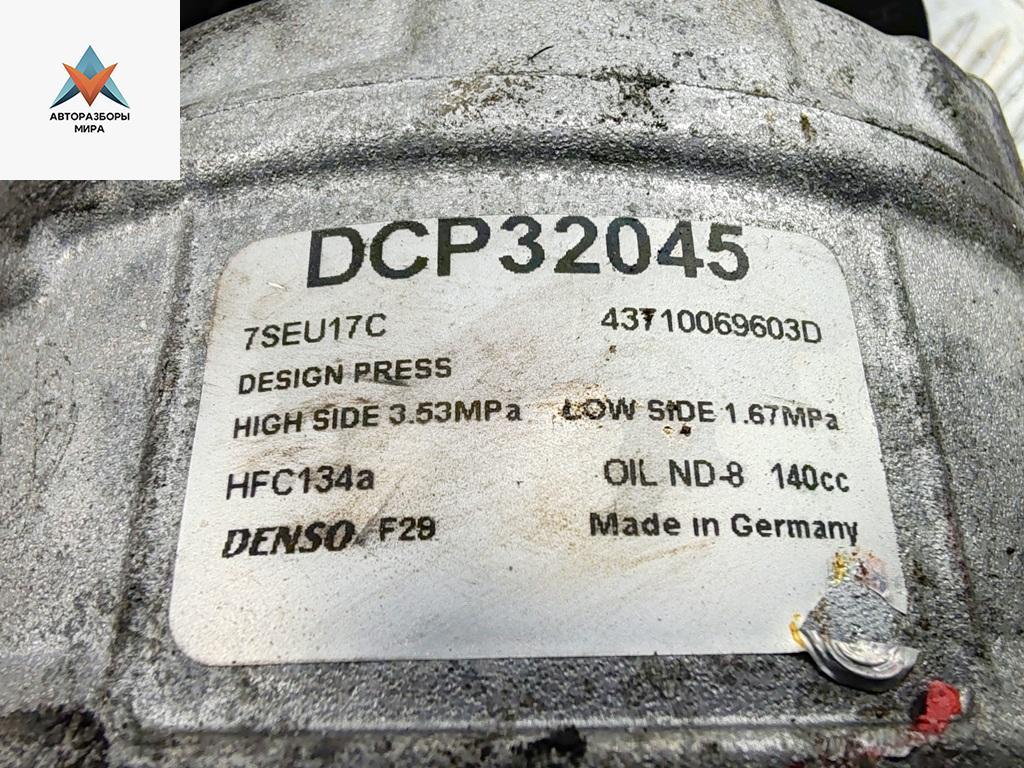 АВТОРАЗБОРЫ
МИРА
DCP32045
7SEU17C 43710069603D
DESIGN PRESS
HIGH SIDE 3.53MPa LOW SIDE 1.67MPa
HFC134a OIL ND-8 140cc
DENSO F29 Made in Germany